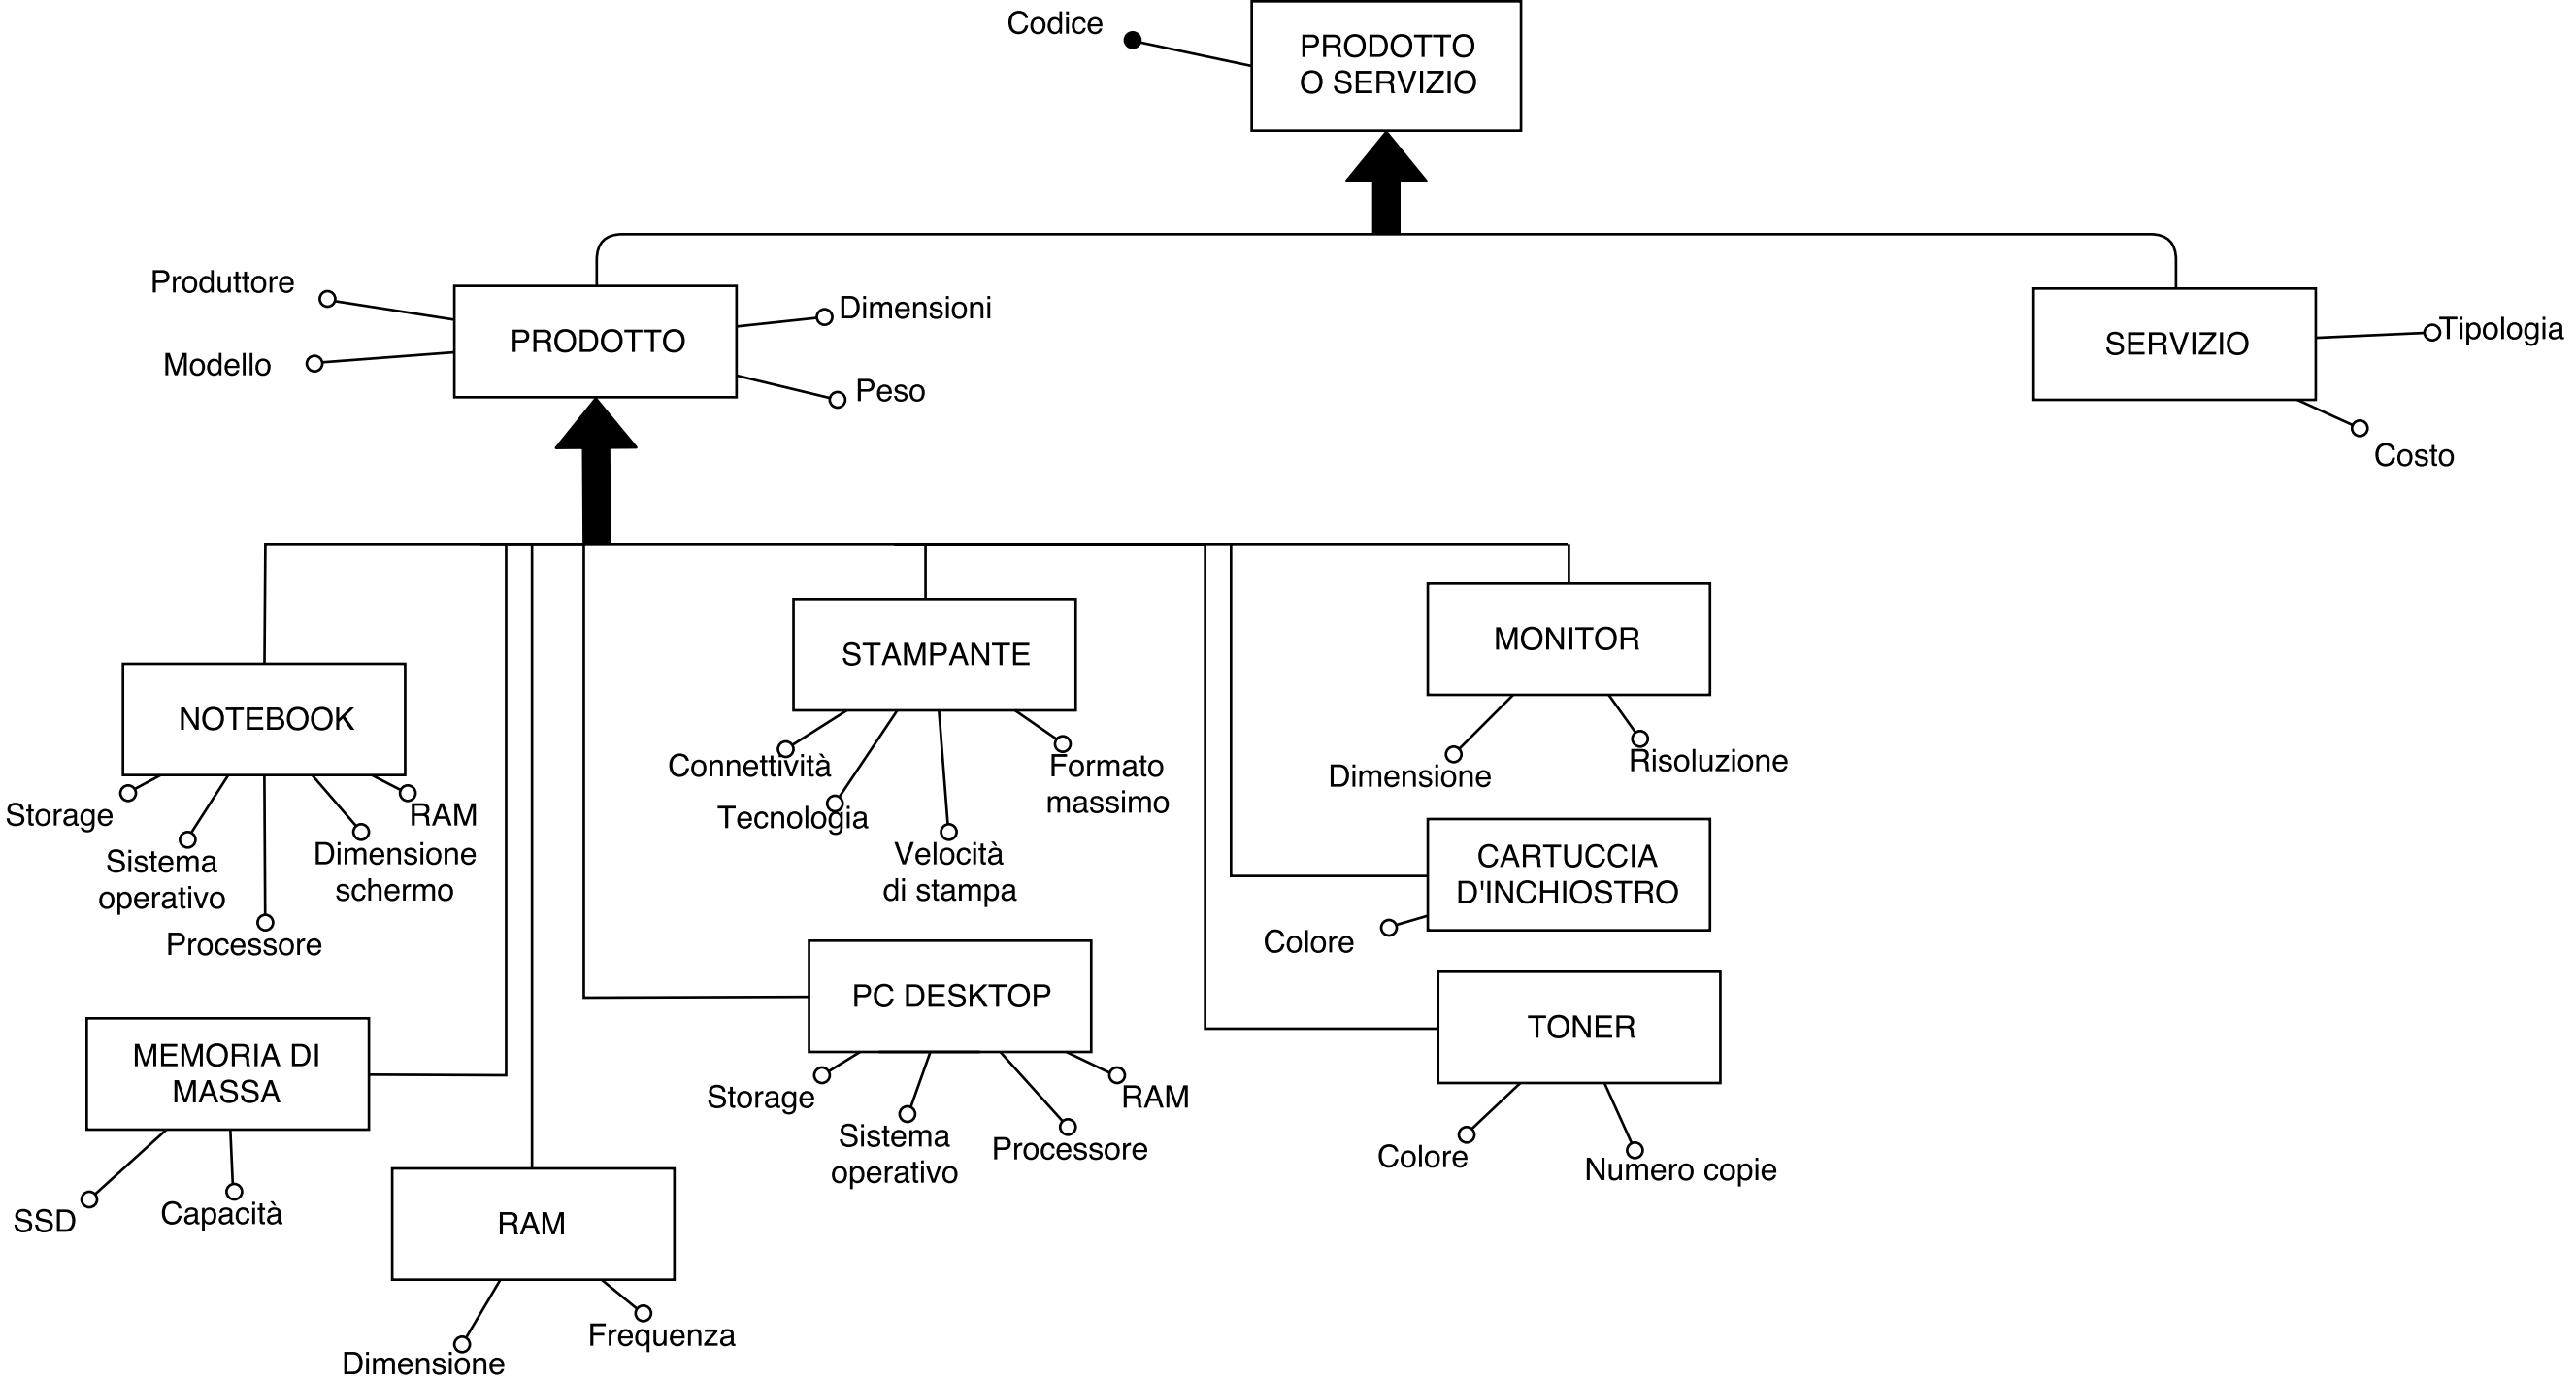 Codice
PRODOTTO
O SERVIZIO
Produttore
Modello
PRODOTTO
Dimensioni
Peso
SERVIZIO
Tipologia
Costo
NOTEBOOK
Storage
Sistema
operativo
Processore
Dimensione
schermo
RAM
STAMPANTE
Connettività
Tecnologia
Velocità
di stampa
Formato
massimo
MONITOR
Dimensione
Risoluzione
CARTUCCIA
D'INCHIOSTRO
Colore
MEMORIA DI
MASSA
SSD
Capacità
PC DESKTOP
Storage
Sistema
operativo
Processore
RAM
TONER
Colore
Numero copie
RAM
Dimensione
Frequenza